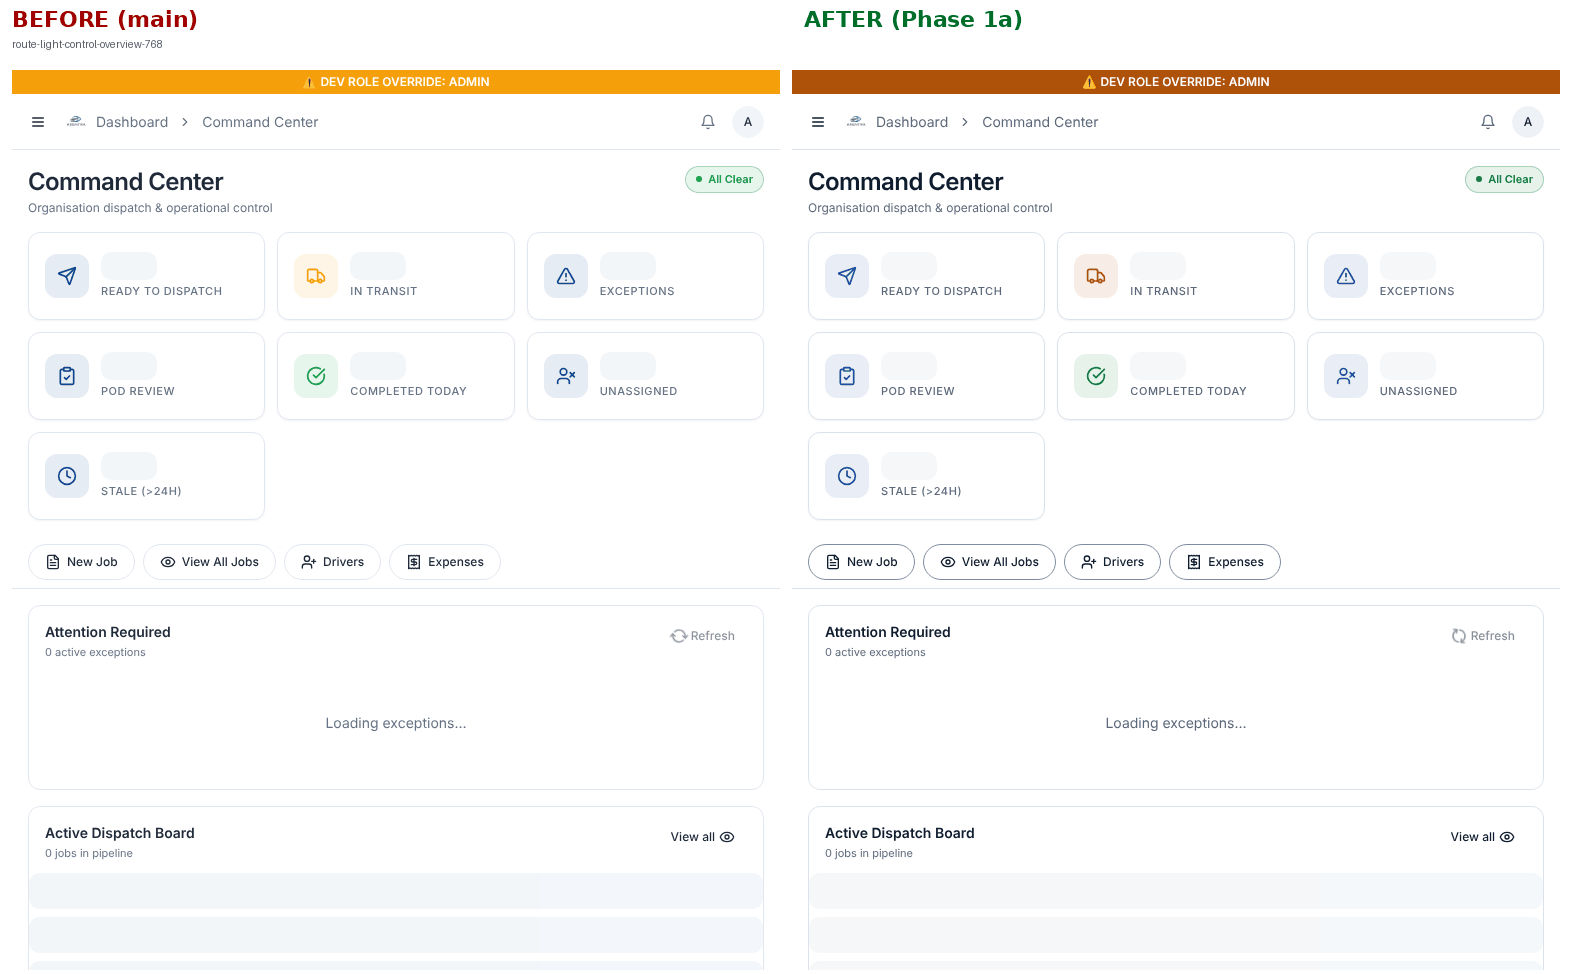 BEFORE (main)
route-light-control-overview-768
⚠ DEV ROLE OVERRIDE: ADMIN
Dashboard > Command Center
A
Command Center
All Clear
Organisation dispatch & operational control
READY TO DISPATCH
IN TRANSIT
EXCEPTIONS
POD REVIEW
COMPLETED TODAY
UNASSIGNED
STALE (>24H)
New Job
View All Jobs
Drivers
Expenses
Attention Required
Refresh
0 active exceptions
Loading exceptions...
Active Dispatch Board
View all
0 jobs in pipeline
AFTER (Phase 1a)
⚠ DEV ROLE OVERRIDE: ADMIN
Dashboard > Command Center
A
Command Center
All Clear
Organisation dispatch & operational control
READY TO DISPATCH
IN TRANSIT
EXCEPTIONS
POD REVIEW
COMPLETED TODAY
UNASSIGNED
STALE (>24H)
New Job
View All Jobs
Drivers
Expenses
Attention Required
Refresh
0 active exceptions
Loading exceptions...
Active Dispatch Board
View all
0 jobs in pipeline